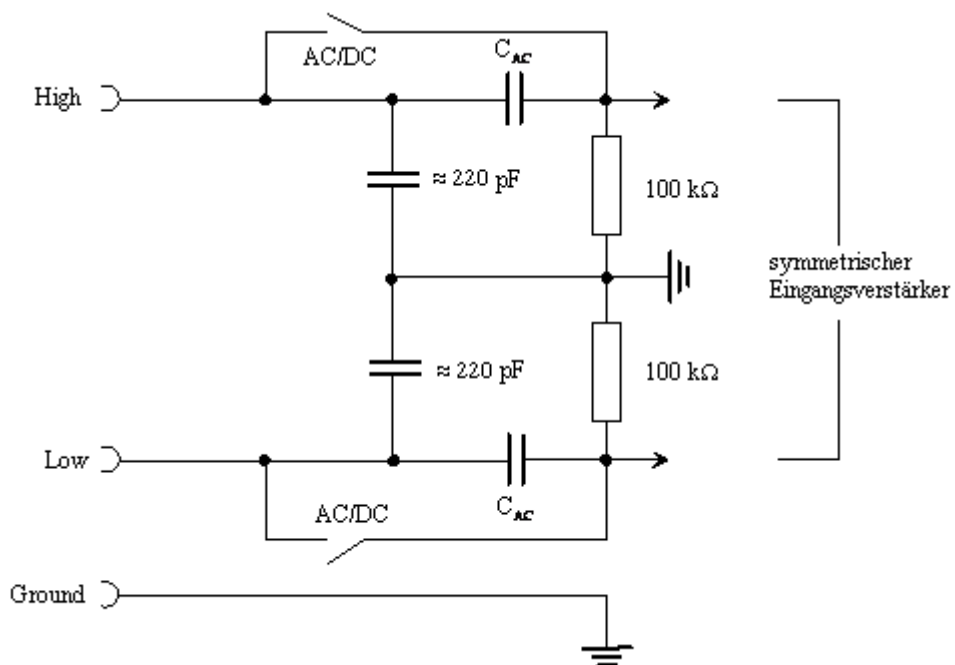 AC/DC
C_AC
High
≈ 220 pF
100 kΩ
symmetrischer
Eingangsverstärker
≈ 220 pF
100 kΩ
Low
C_AC
AC/DC
Ground